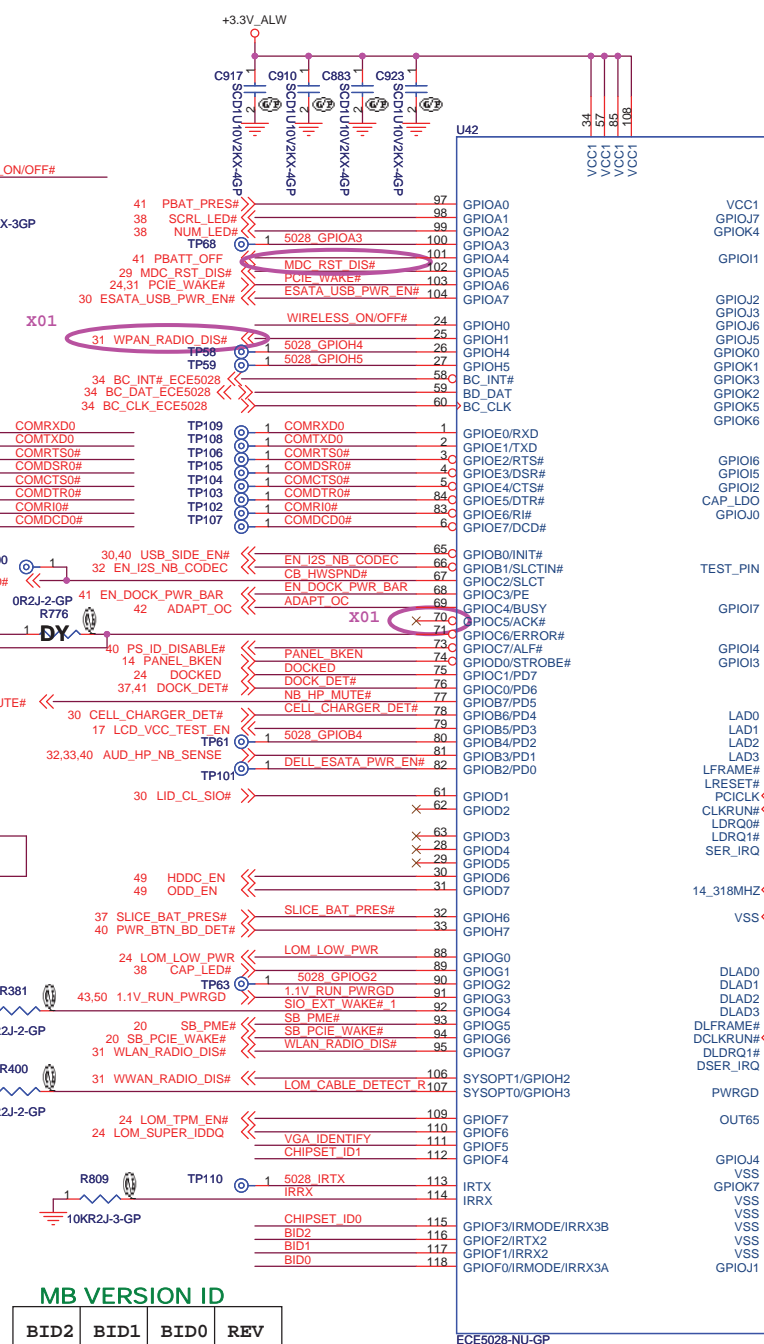 +3.3V_ALW
C917 1 2 SCD1U10V2KX-4GP
C910 1 2 SCD1U10V2KX-4GP
C883 1 2 SCD1U10V2KX-4GP
C923 1 2 SCD1U10V2KX-4GP
U42
34 57 85 108
VCC1 VCC1 VCC1 VCC1
_ON/OFF#
41 PBAT_PRES# 97 GPIOA0 VCC1
38 SCRL_LED# 98 GPIOA1 GPIOJ7
X-3GP
38 NUM_LED# 99 GPIOA2 GPIOK4
TP68 1 5028_GPIOA3 100 GPIOA3
41 PBATT_OFF 101 GPIOA4 GPIOI1
29 MDC_RST_DIS# MDC_RST_DIS# 102 GPIOA5
24,31 PCIE_WAKE# PCIE_WAKE# 103 GPIOA6
30 ESATA_USB_PWR_EN# ESATA_USB_PWR_EN# 104 GPIOA7
GPIOJ2
GPIOJ3
X01
WIRELESS_ON/OFF# 24 GPIOH0 GPIOJ6
31 WPAN_RADIO_DIS# 25 GPIOH1 GPIOJ5
TP58 1 5028_GPIOH4 26 GPIOH4 GPIOK0
TP59 1 5028_GPIOH5 27 GPIOH5 GPIOK1
34 BC_INT#_ECE5028 58 BC_INT# GPIOK3
34 BC_DAT_ECE5028 59 BD_DAT GPIOK2
34 BC_CLK_ECE5028 60 BC_CLK GPIOK5
GPIOK6
COMRXD0 TP109 1 COMRXD0 1 GPIOE0/RXD
COMTXD0 TP108 1 COMTXD0 2 GPIOE1/TXD
COMRTS0# TP106 1 COMRTS0# 3 GPIOE2/RTS# GPIOI6
COMDSR0# TP105 1 COMDSR0# 4 GPIOE3/DSR# GPIOI5
COMCTS0# TP104 1 COMCTS0# 5 GPIOE4/CTS# GPIOI2
COMDTR0# TP103 1 COMDTR0# 84 GPIOE5/DTR# CAP_LDO
COMRI0# TP102 1 COMRI0# 83 GPIOE6/RI# GPIOJ0
COMDCD0# TP107 1 COMDCD0# 6 GPIOE7/DCD#
30,40 USB_SIDE_EN# 65 GPIOB0/INIT#
32 EN_I2S_NB_CODEC EN_I2S_NB_CODEC 66 GPIOB1/SLCTIN# TEST_PIN
1 CB_HWSPND# 67 GPIOC2/SLCT
0R2J-2-GP
41 EN_DOCK_PWR_BAR EN_DOCK_PWR_BAR 68 GPIOC3/PE
42 ADAPT_OC ADAPT_OC 69 GPIOC4/BUSY GPIOI7
X01
70 GPIOC5/ACK#
R776 1 DY 2
71 GPIOC6/ERROR#
40 PS_ID_DISABLE# 73 GPIOC7/ALF# GPIOI4
14 PANEL_BKEN PANEL_BKEN 74 GPIOD0/STROBE# GPIOI3
24 DOCKED DOCKED 75 GPIOC1/PD7
37,41 DOCK_DET# DOCK_DET# 76 GPIOC0/PD6
UTE# NB_HP_MUTE# 77 GPIOB7/PD5
30 CELL_CHARGER_DET# CELL_CHARGER_DET# 78 GPIOB6/PD4 LAD0
17 LCD_VCC_TEST_EN 79 GPIOB5/PD3 LAD1
TP61 1 5028_GPIOB4 80 GPIOB4/PD2 LAD2
32,33,40 AUD_HP_NB_SENSE 81 GPIOB3/PD1 LAD3
TP101 1 DELL_ESATA_PWR_EN# 82 GPIOB2/PD0 LFRAME#
LRESET#
30 LID_CL_SIO# 61 GPIOD1 PCICLK
62 GPIOD2 CLKRUN#
LDRQ0#
63 GPIOD3 LDRQ1#
28 GPIOD4 SER_IRQ
29 GPIOD5
49 HDDC_EN 30 GPIOD6
49 ODD_EN 31 GPIOD7 14_318MHZ
37 SLICE_BAT_PRES# SLICE_BAT_PRES# 32 GPIOH6 VSS
40 PWR_BTN_BD_DET# 33 GPIOH7
24 LOM_LOW_PWR LOM_LOW_PWR 88 GPIOG0
38 CAP_LED# 89 GPIOG1 DLAD0
TP63 1 5028_GPIOG2 90 GPIOG2 DLAD1
43,50 1.1V_RUN_PWRGD 1.1V_RUN_PWRGD 91 GPIOG3 DLAD2
R381
SIO_EXT_WAKE#_1 92 GPIOG4 DLAD3
20 SB_PME# SB_PME# 93 GPIOG5 DLFRAME#
2J-2-GP
20 SB_PCIE_WAKE# SB_PCIE_WAKE# 94 GPIOG6 DCLKRUN#
31 WLAN_RADIO_DIS# WLAN_RADIO_DIS# 95 GPIOG7 DLDRQ1#
DSER_IRQ
R400
31 WWAN_RADIO_DIS# 106 SYSOPT1/GPIOH2
LOM_CABLE_DETECT_R 107 SYSOPT0/GPIOH3 PWRGD
2J-2-GP
24 LOM_TPM_EN# 109 GPIOF7 OUT65
24 LOM_SUPER_IDDQ 110 GPIOF6
VGA_IDENTIFY 111 GPIOF5
CHIPSET_ID1 112 GPIOF4 GPIOJ4
VSS
R809 1 2 10KR2J-3-GP
TP110 1 5028_IRTX 113 IRTX GPIOK7
IRRX 114 IRRX VSS
VSS
CHIPSET_ID0 115 GPIOF3/IRMODE/IRRX3B VSS
BID2 116 GPIOF2/IRTX2 VSS
BID1 117 GPIOF1/IRRX2 VSS
BID0 118 GPIOF0/IRMODE/IRRX3A GPIOJ1
MB VERSION ID
BID2 BID1 BID0 REV
ECE5028-NU-GP